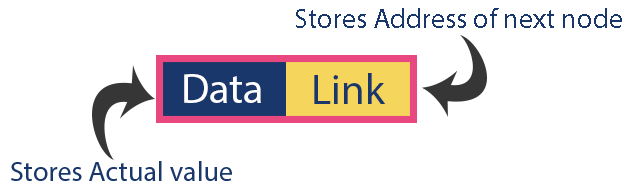 Stores Address of next node
Data Link
Stores Actual value